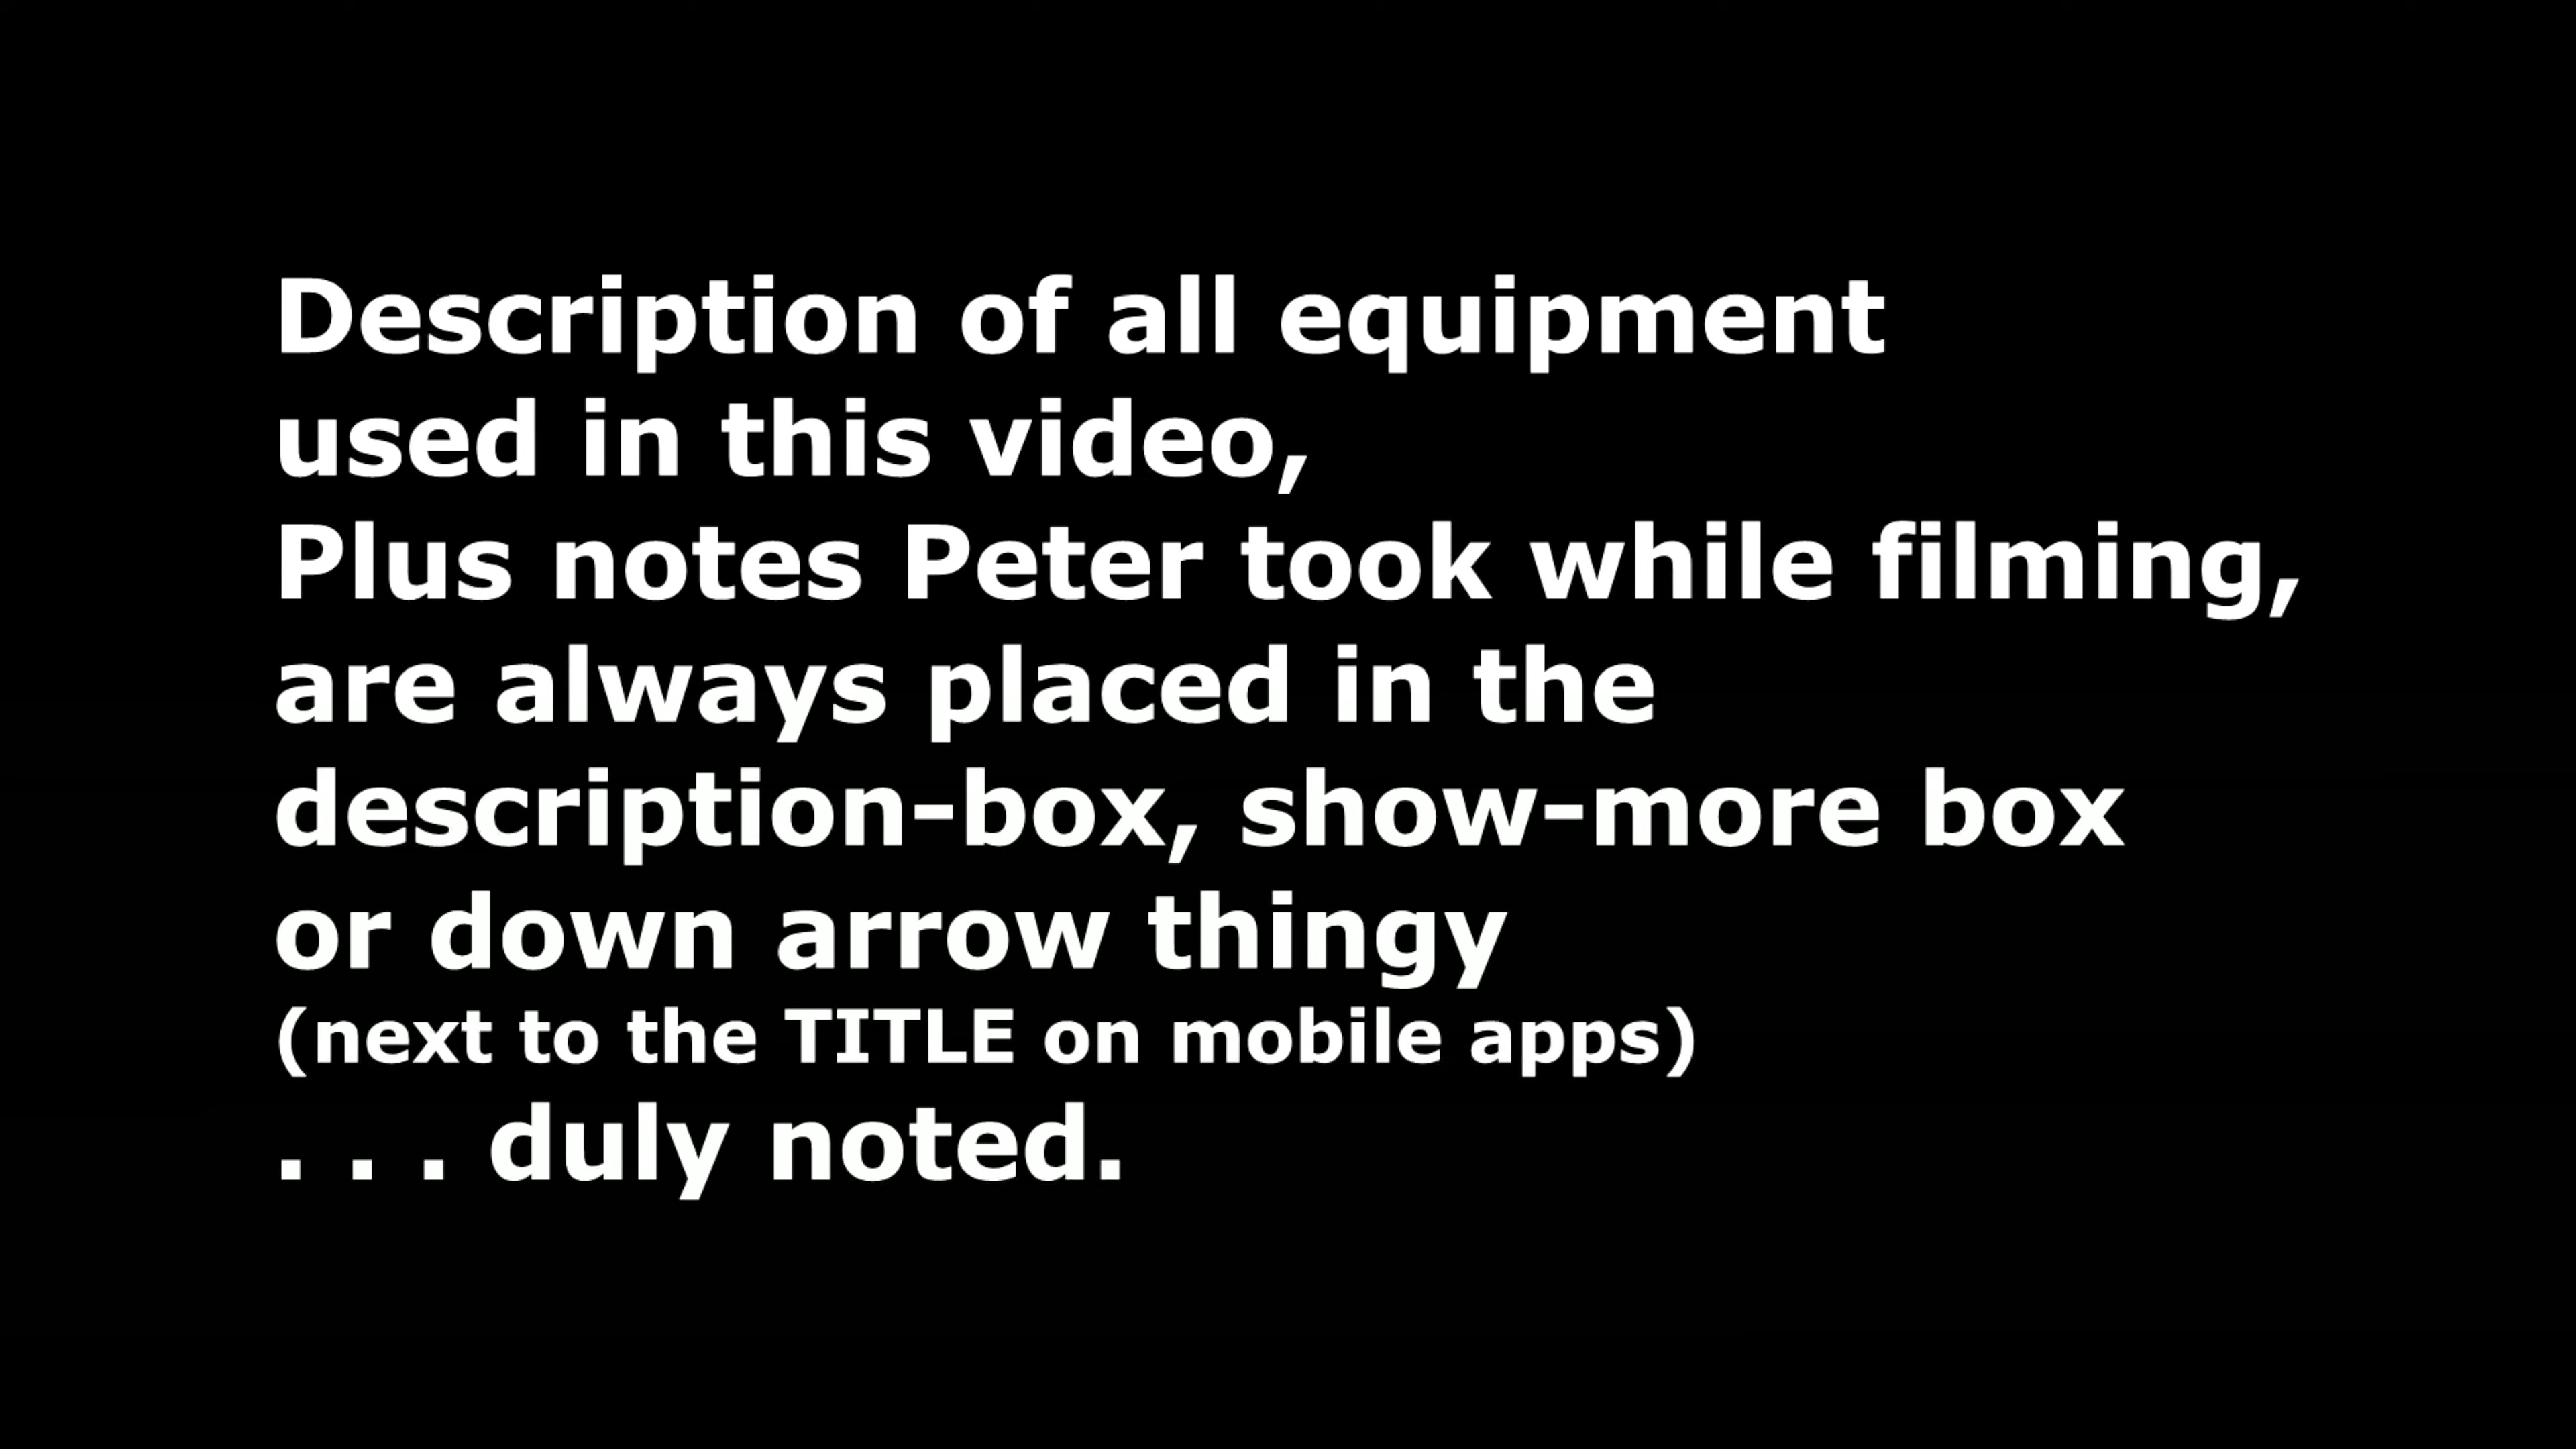 Description of all equipment
used in this video,
Plus notes Peter took while filming,
are always placed in the
description-box, show-more box
or down arrow thingy
(next to the TITLE on mobile apps)
. . . duly noted.